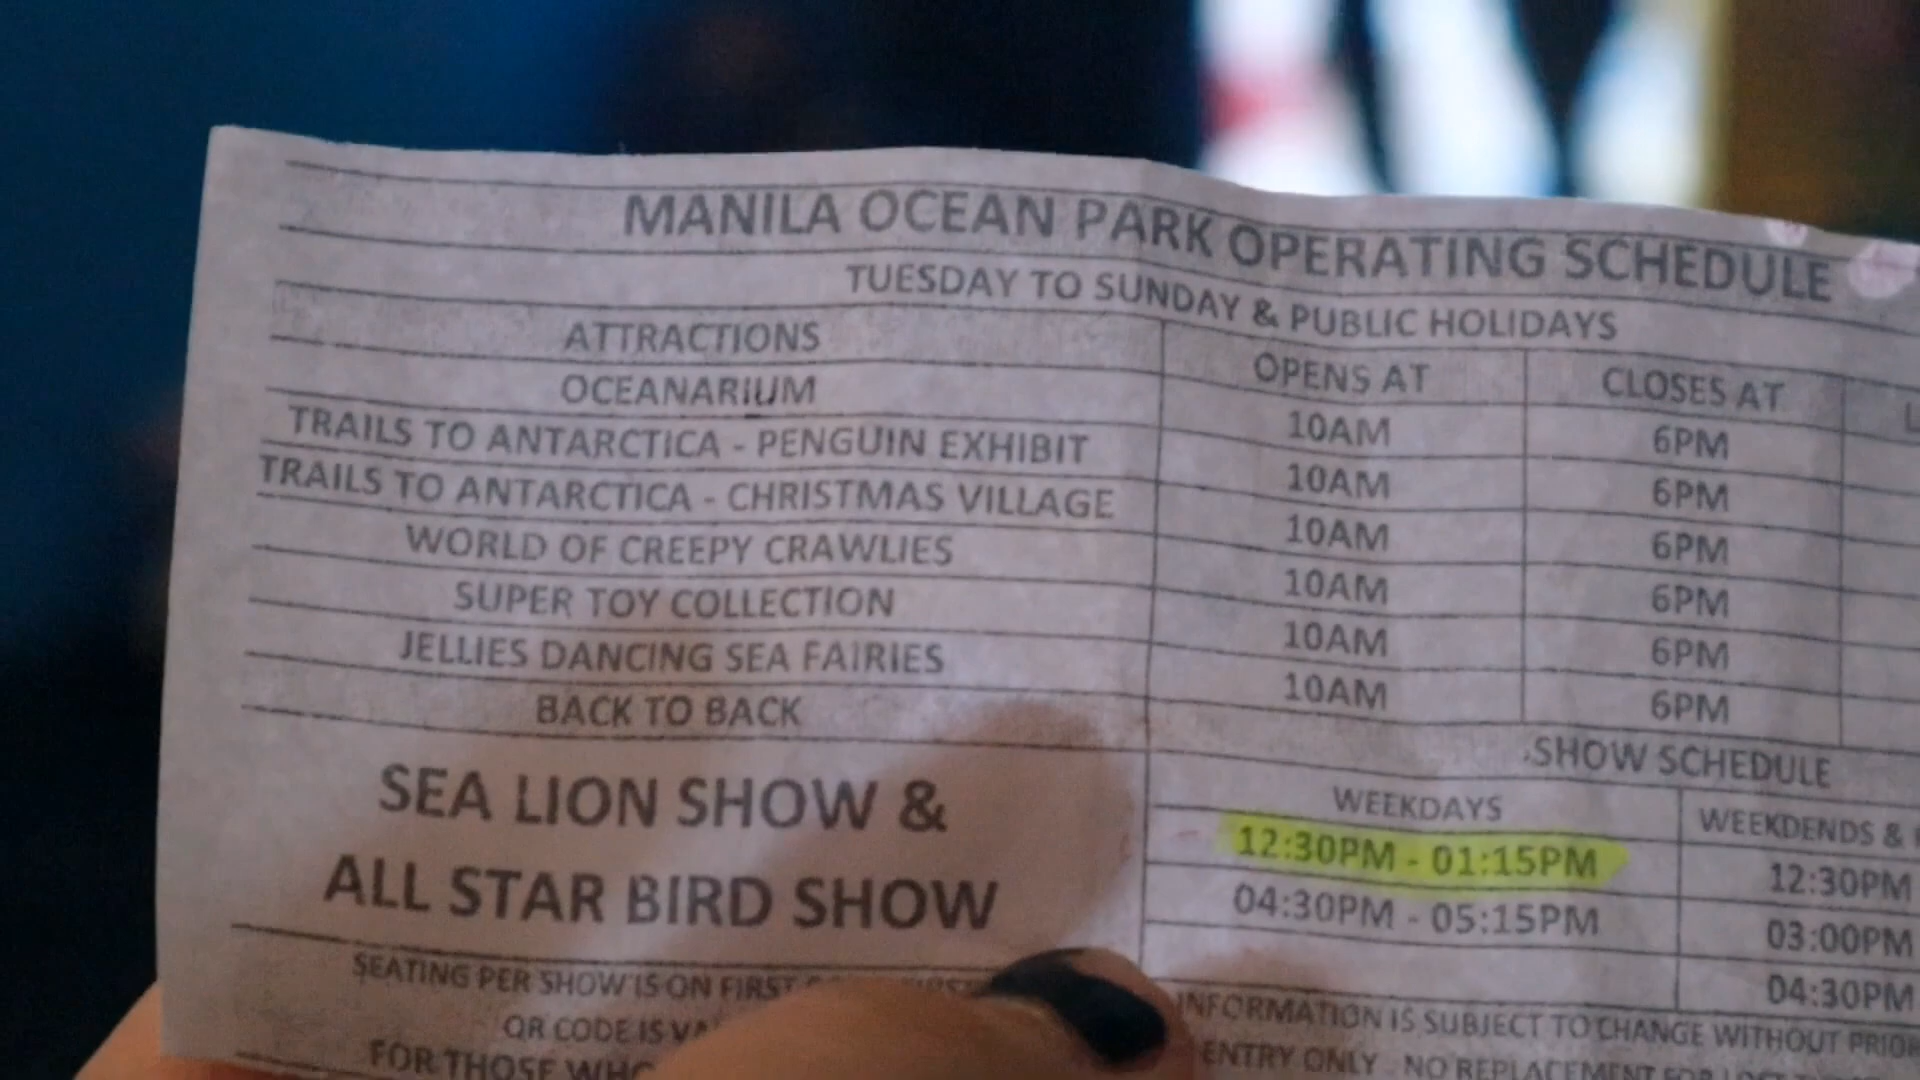 MANILA OCEAN PARK OPERATING SCHEDULE
TUESDAY TO SUNDAY & PUBLIC HOLIDAYS
ATTRACTIONS OPENS AT CLOSES AT
OCEANARIUM 10AM 6PM
TRAILS TO ANTARCTICA - PENGUIN EXHIBIT 10AM 6PM
TRAILS TO ANTARCTICA - CHRISTMAS VILLAGE 10AM 6PM
WORLD OF CREEPY CRAWLIES 10AM 6PM
SUPER TOY COLLECTION 10AM 6PM
JELLIES DANCING SEA FAIRIES 10AM 6PM
BACK TO BACK SHOW SCHEDULE
SEA LION SHOW &
ALL STAR BIRD SHOW
WEEKDAYS WEEKDENDS &
12:30PM - 01:15PM 12:30PM
04:30PM - 05:15PM 03:00PM
04:30PM
SEATING PER SHOW IS ON FIRST INFORMATION IS SUBJECT TO CHANGE WITHOUT PRIOR
QR CODE IS ENTRY ONLY - NO REPLACEMENT FOR
FOR THOSE